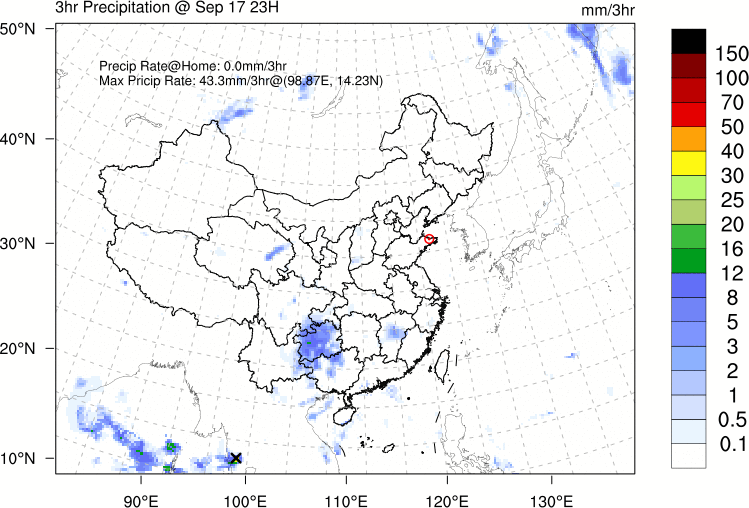 3hr Precipitation @ Sep 17 23H
mm/3hr
Precip Rate@Home: 0.0mm/3hr
Max Pricip Rate: 43.3mm/3hr@(98.87E, 14.23N)
50°N
40°N
30°N
20°N
10°N
90°E
100°E
110°E
120°E
130°E
150
100
70
50
40
30
25
20
16
12
8
5
3
2
1
0.5
0.1